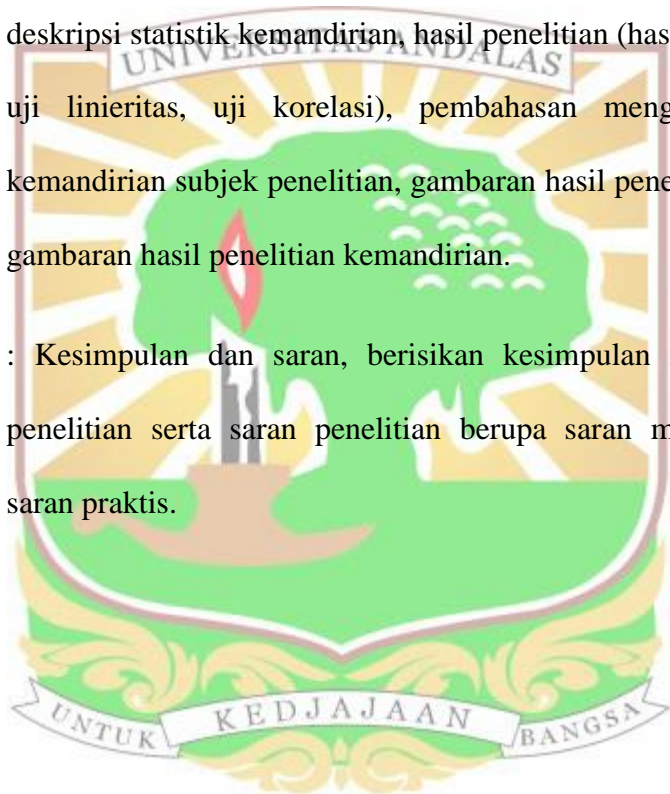 deskripsi statistik kemandirian, hasil penelitian (has
UNIVERSITAS ANDALAS
uji linieritas, uji korelasi), pembahasan meng
kemandirian subjek penelitian, gambaran hasil pene
gambaran hasil penelitian kemandirian.
: Kesimpulan dan saran, berisikan kesimpulan
penelitian serta saran penelitian berupa saran m
saran praktis.
UNTUK KEDJAJAAN BANGSA